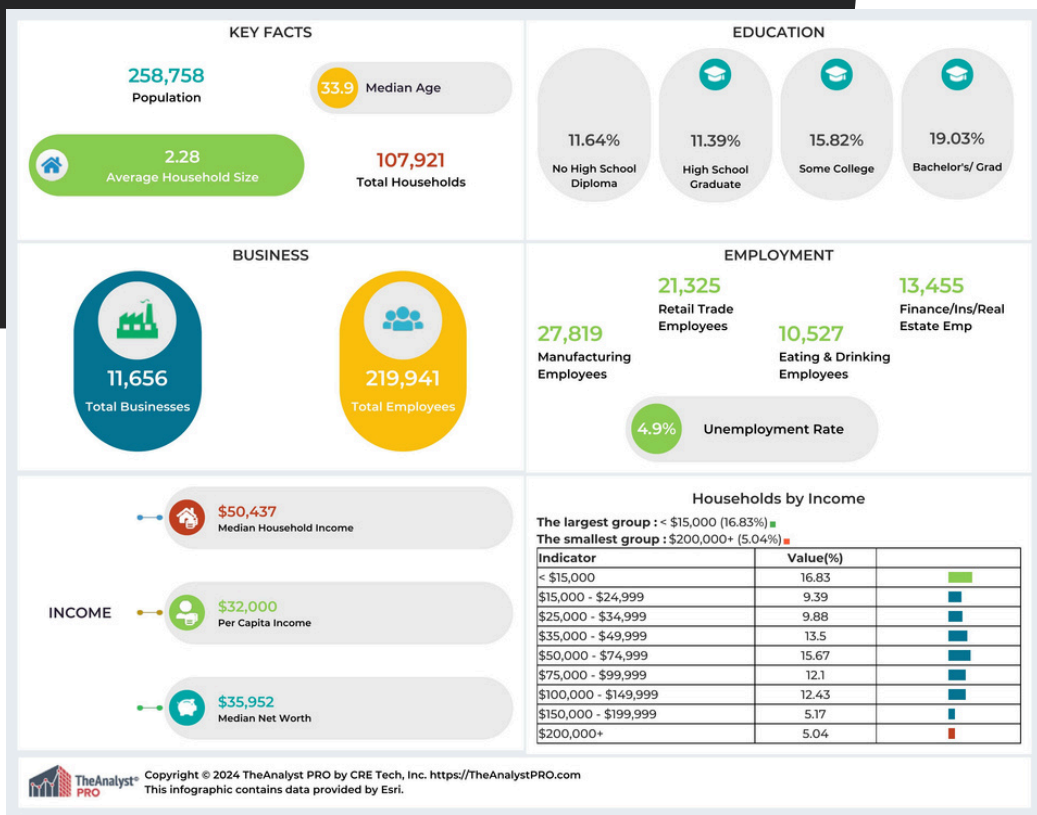 KEY FACTS
258,758
Population
33.9 Median Age
2.28
Average Household Size
107,921
Total Households
EDUCATION
11.64%
No High School
Diploma
11.39%
High School
Graduate
15.82%
Some College
19.03%
Bachelor's/ Grad
BUSINESS
11,656
Total Businesses
219,941
Total Employees
EMPLOYMENT
27,819
Manufacturing
Employees
21,325
Retail Trade
Employees
10,527
Eating & Drinking
Employees
13,455
Finance/Ins/Real
Estate Emp
4.9% Unemployment Rate
INCOME
$50,437
Median Household Income
$32,000
Per Capita Income
$35,952
Median Net Worth
Households by Income
The largest group : < $15,000 (16.83%)
The smallest group : $200,000+ (5.04%)
Indicator Value(%)
< $15,000 16.83
$15,000 - $24,999 9.39
$25,000 - $34,999 9.88
$35,000 - $49,999 13.5
$50,000 - $74,999 15.67
$75,000 - $99,999 12.1
$100,000 - $149,999 12.43
$150,000 - $199,999 5.17
$200,000+ 5.04
TheAnalyst®
PRO
Copyright © 2024 TheAnalyst PRO by CRE Tech, Inc. https://TheAnalystPRO.com
This infographic contains data provided by Esri.